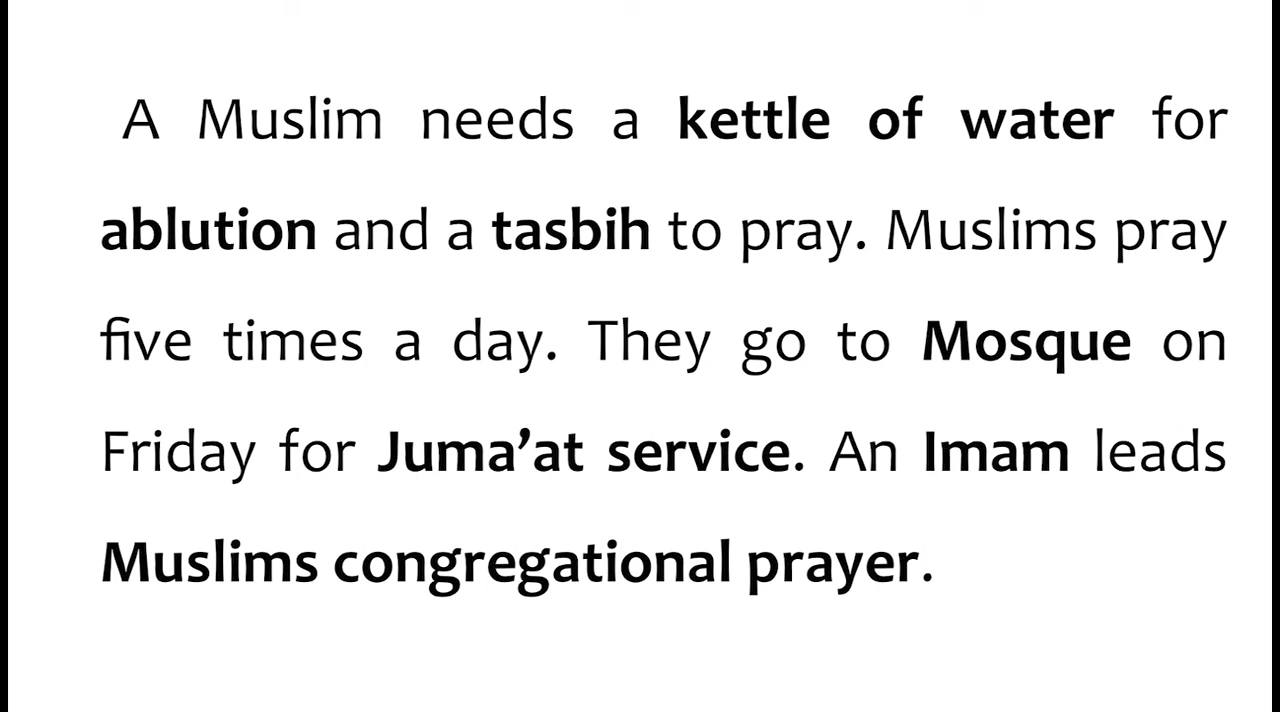 A Muslim needs a kettle of water for
ablution and a tasbih to pray. Muslims pray
five times a day. They go to Mosque on
Friday for Juma’at service. An Imam leads
Muslims congregational prayer.